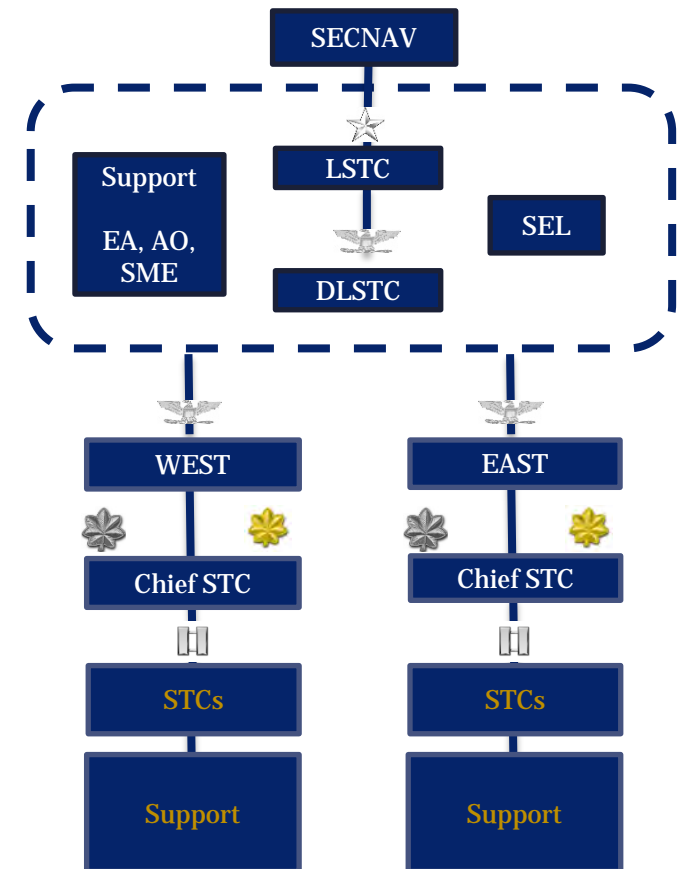 SECNAV
LSTC
Support
EA, AO,
SME
SEL
DLSTC
WEST
EAST
Chief STC
Chief STC
STCs
STCs
Support
Support